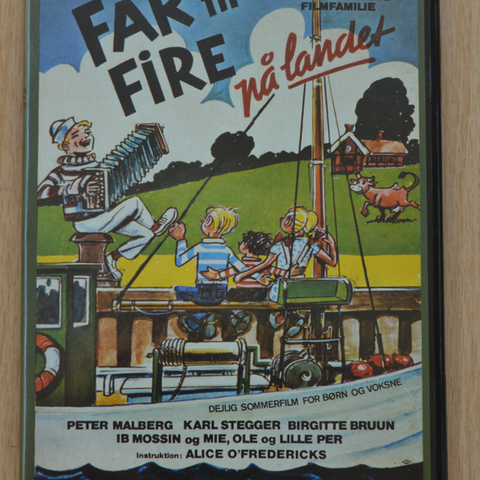 FILMFAMILIE
FAR til
FIRE
på landet
DEJLIG SOMMERFILM FOR BØRN OG VOKSNE
PETER MALBERG KARL STEGGER BIRGITTE BRUUN
IB MOSSIN og MIE, OLE og LILLE PER
Instruktion: ALICE O'FREDERICKS